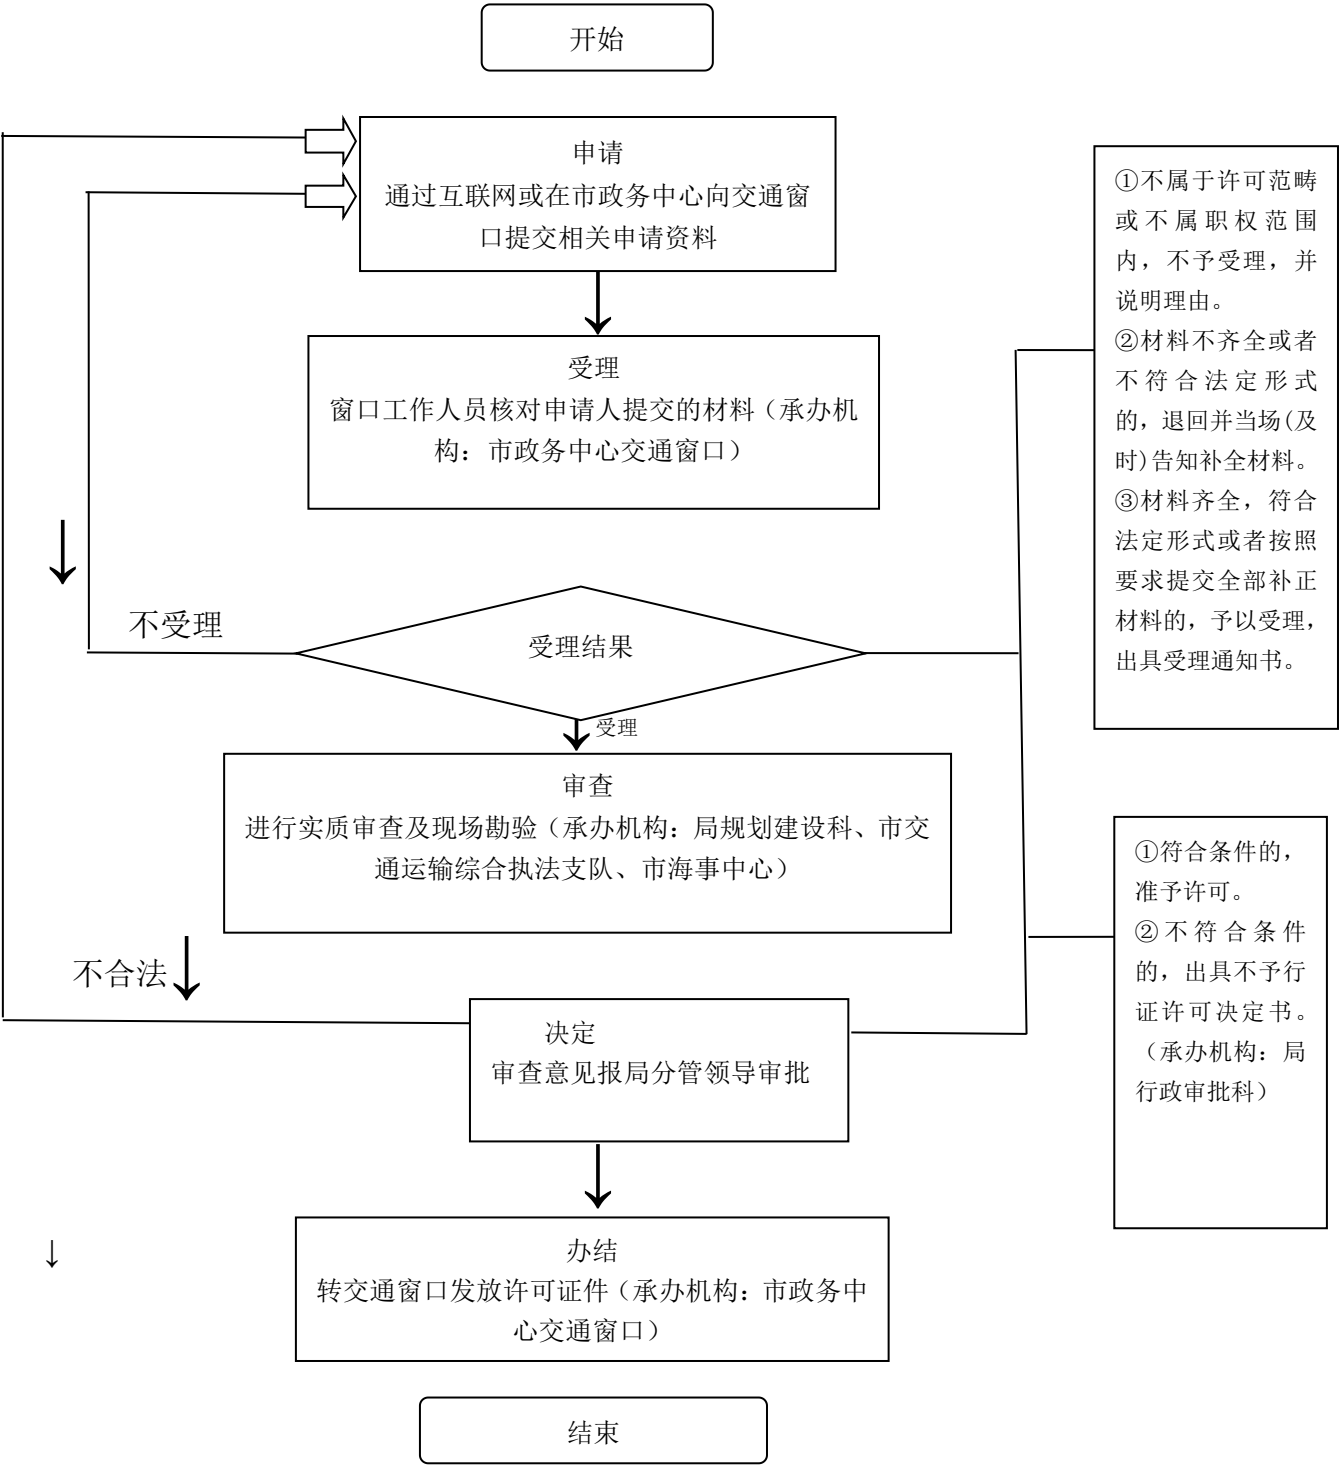 开始
申请
通过互联网或在市政务中心向交通窗
口提交相关申请资料
①不属于许可范畴
或不属职权范围
内，不予受理，并
说明理由。
②材料不齐全或者
不符合法定形式
的，退回并当场(及
时)告知补全材料。
③材料齐全，符合
法定形式或者按照
要求提交全部补正
材料的，予以受理，
出具受理通知书。
受理
窗口工作人员核对申请人提交的材料（承办机
构：市政务中心交通窗口）
不受理
受理结果
受理
审查
进行实质审查及现场勘验（承办机构：局规划建设科、市交
通运输综合执法支队、市海事中心）
①符合条件的，
准予许可。
②不符合条件
的，出具不予行
证许可决定书。
（承办机构：局
行政审批科）
不合法
决定
审查意见报局分管领导审批
办结
转交通窗口发放许可证件（承办机构：市政务中
心交通窗口）
结束